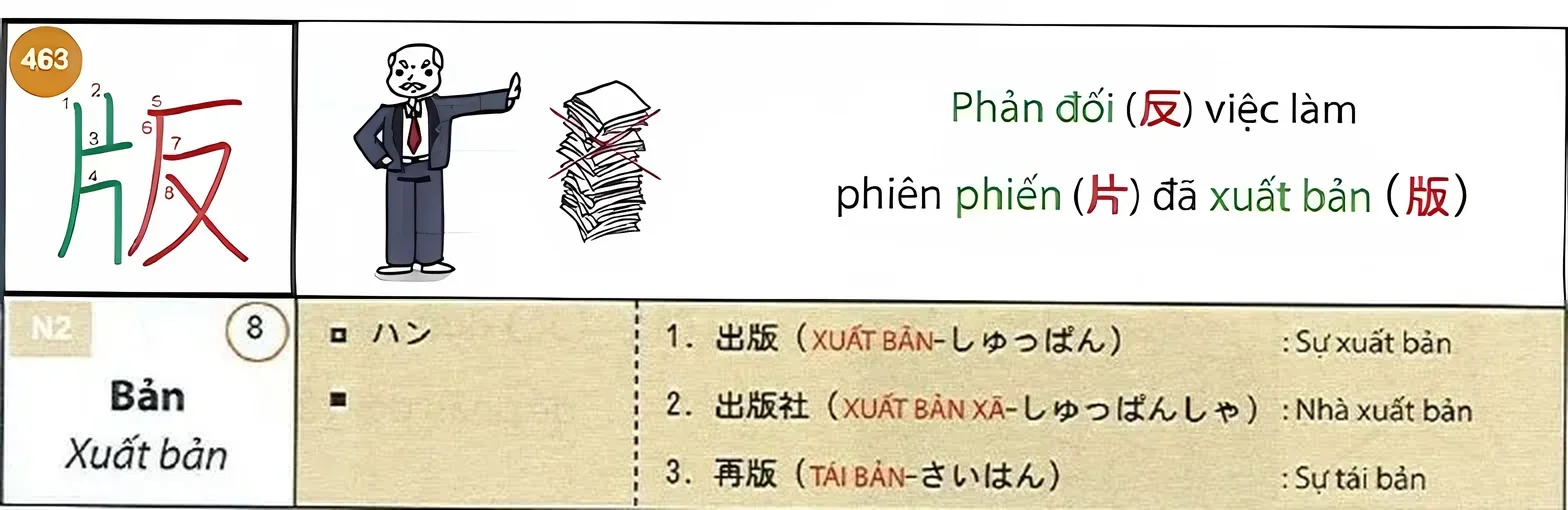 463
1 2 3 4 5 6 7 8
版
Phản đối (反) việc làm
phiên phiến (片) đã xuất bản (版)
N2
8
Bản
Xuất bản
ハン
1. 出版（XUẤT BẢN-しゅっぱん） : Sự xuất bản
2. 出版社（XUẤT BẢN XÃ-しゅっぱんしゃ） : Nhà xuất bản
3. 再版（TÁI BẢN-さいはん） : Sự tái bản